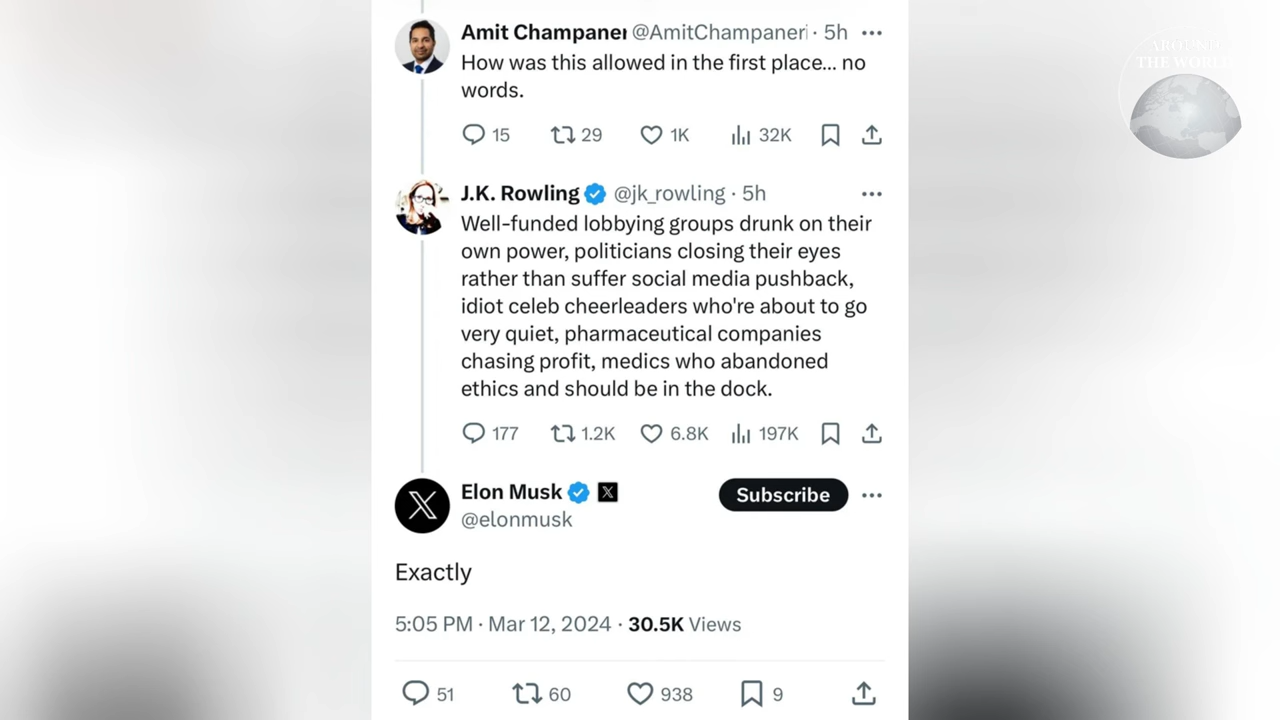 Amit Champaner @AmitChampaneri · 5h
How was this allowed in the first place... no
words.
15 29 1K 32K
J.K. Rowling @jk_rowling · 5h
Well-funded lobbying groups drunk on their
own power, politicians closing their eyes
rather than suffer social media pushback,
idiot celeb cheerleaders who're about to go
very quiet, pharmaceutical companies
chasing profit, medics who abandoned
ethics and should be in the dock.
177 1.2K 6.8K 197K
Elon Musk
Subscribe
@elonmusk
Exactly
5:05 PM · Mar 12, 2024 · 30.5K Views
51 60 938 9
AROUND
THE WORLD